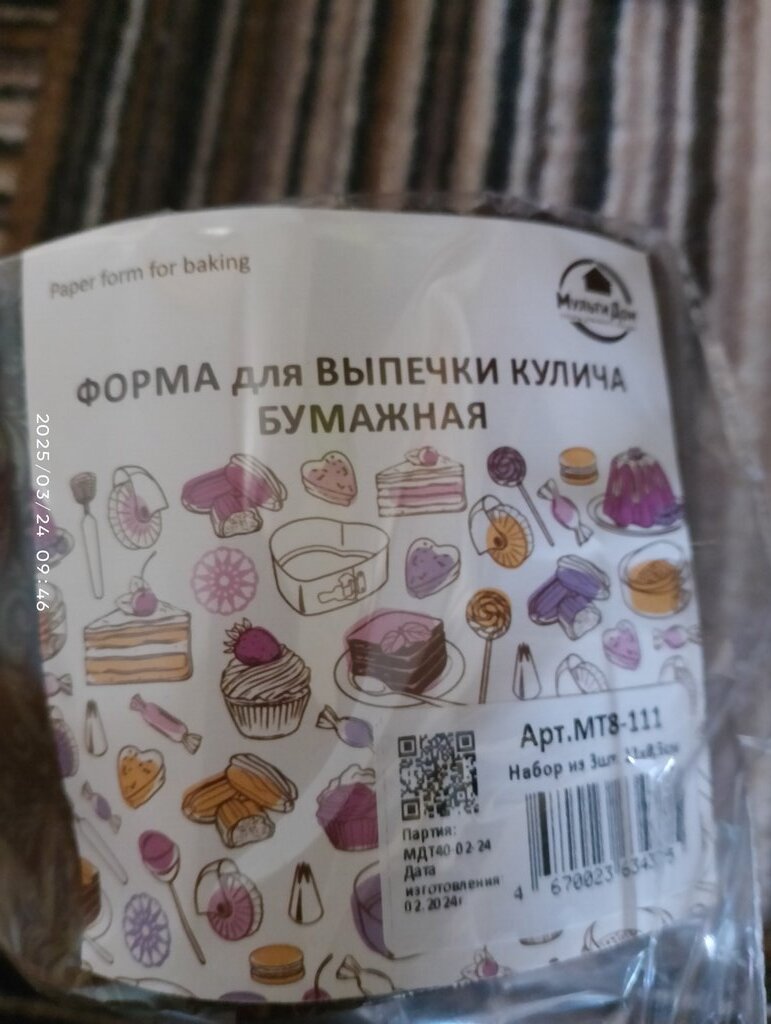 Paper form for baking
МультиДом
ФОРМА для ВЫПЕЧКИ КУЛИЧА
БУМАЖНАЯ
2025/03/24 09:46
Арт.МТ8-111
Набор из 3шт.
Партия:
МДТ40-02-24
Дата
изготовления
02.2024г
4 670023